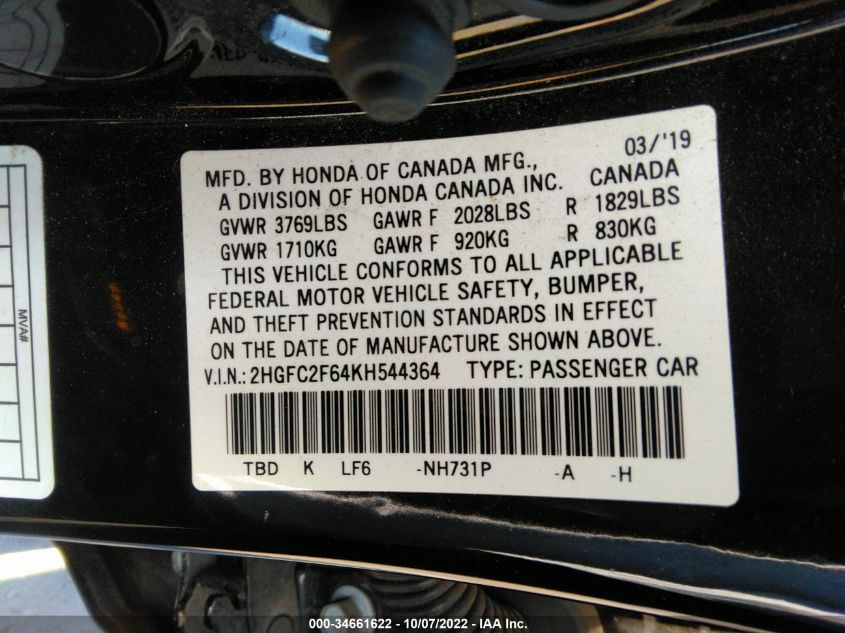 03/'19
MFD. BY HONDA OF CANADA MFG.,
A DIVISION OF HONDA CANADA INC. CANADA
GVWR 3769LBS GAWR F 2028LBS R 1829LBS
GVWR 1710KG GAWR F 920KG R 830KG
THIS VEHICLE CONFORMS TO ALL APPLICABLE
FEDERAL MOTOR VEHICLE SAFETY, BUMPER,
AND THEFT PREVENTION STANDARDS IN EFFECT
ON THE DATE OF MANUFACTURE SHOWN ABOVE.
V.I.N.: 2HGFC2F64KH544364 TYPE: PASSENGER CAR
TBD K LF6 -NH731P -A -H
MVA#
000-34661622 - 10/07/2022 - IAA Inc.